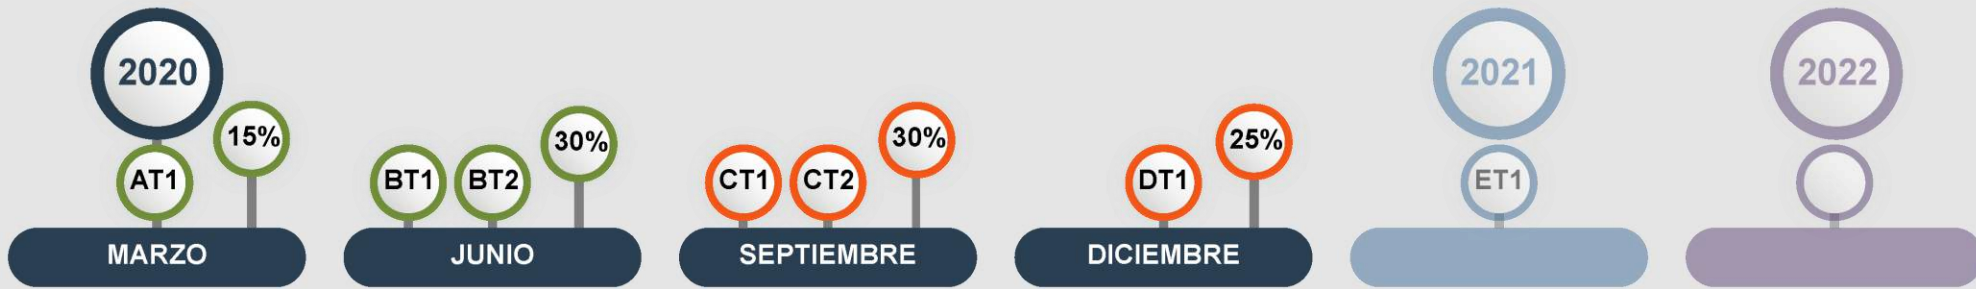 2020
15%
AT1
MARZO
30%
BT1 BT2
JUNIO
30%
CT1 CT2
SEPTIEMBRE
25%
DT1
DICIEMBRE
2021
ET1
2022